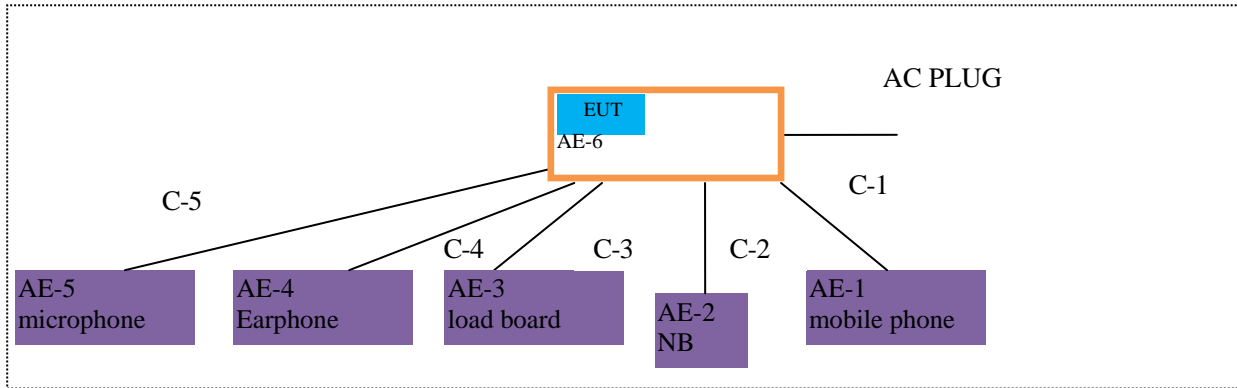 AC PLUG
EUT
AE-6
C-1
C-5
C-4
C-3
C-2
AE-5
microphone
AE-4
Earphone
AE-3
load board
AE-2
NB
AE-1
mobile phone